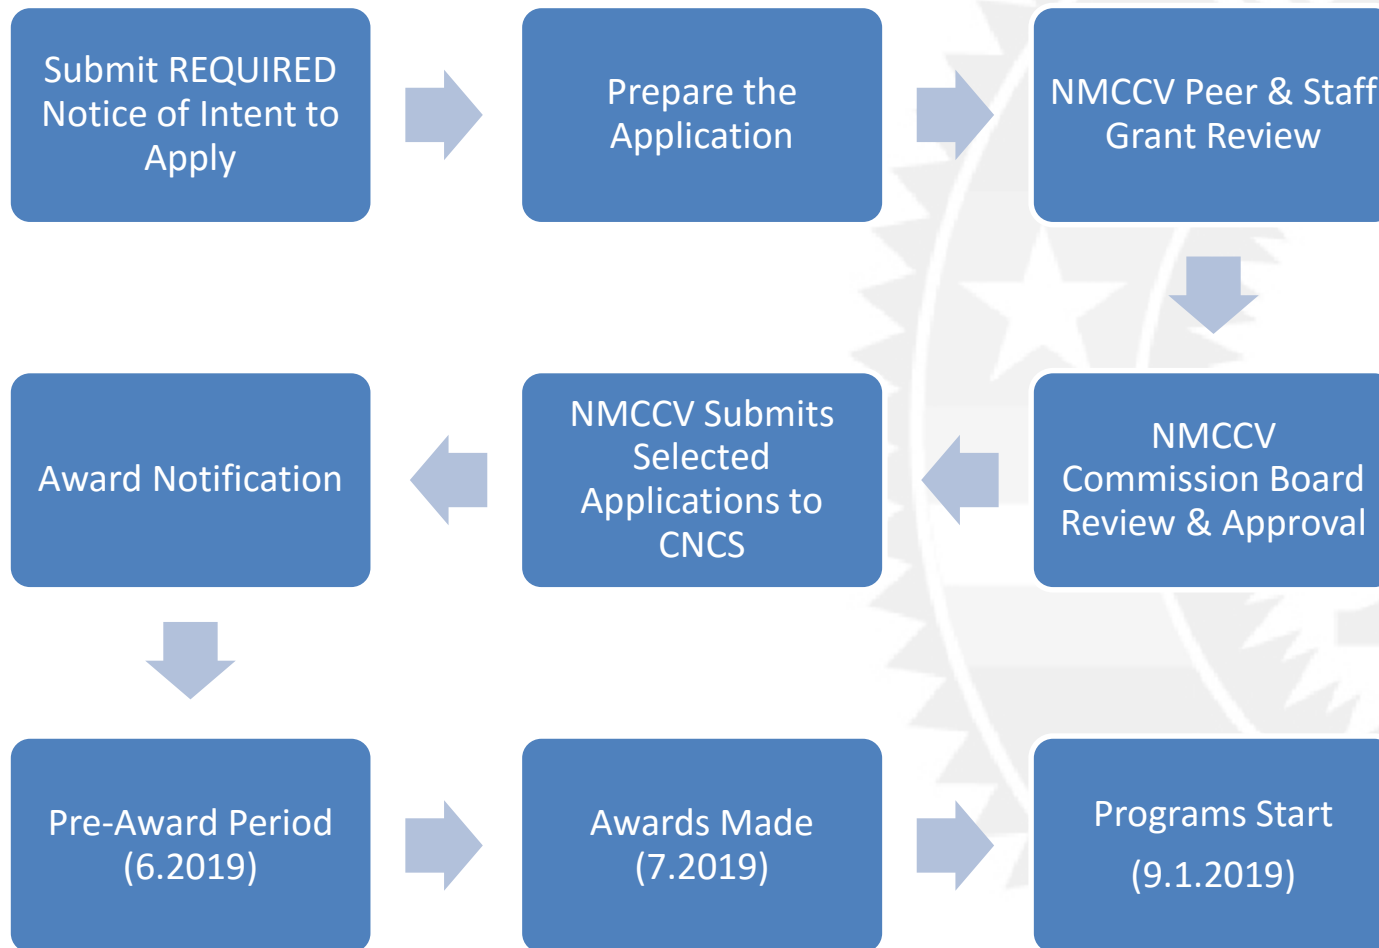 Submit REQUIRED
Notice of Intent to
Apply
Prepare the
Application
NMCCV Peer & Staff
Grant Review
NMCCV
Commission Board
Review & Approval
NMCCV Submits
Selected
Applications to
CNCS
Award Notification
Pre-Award Period
(6.2019)
Awards Made
(7.2019)
Programs Start
(9.1.2019)